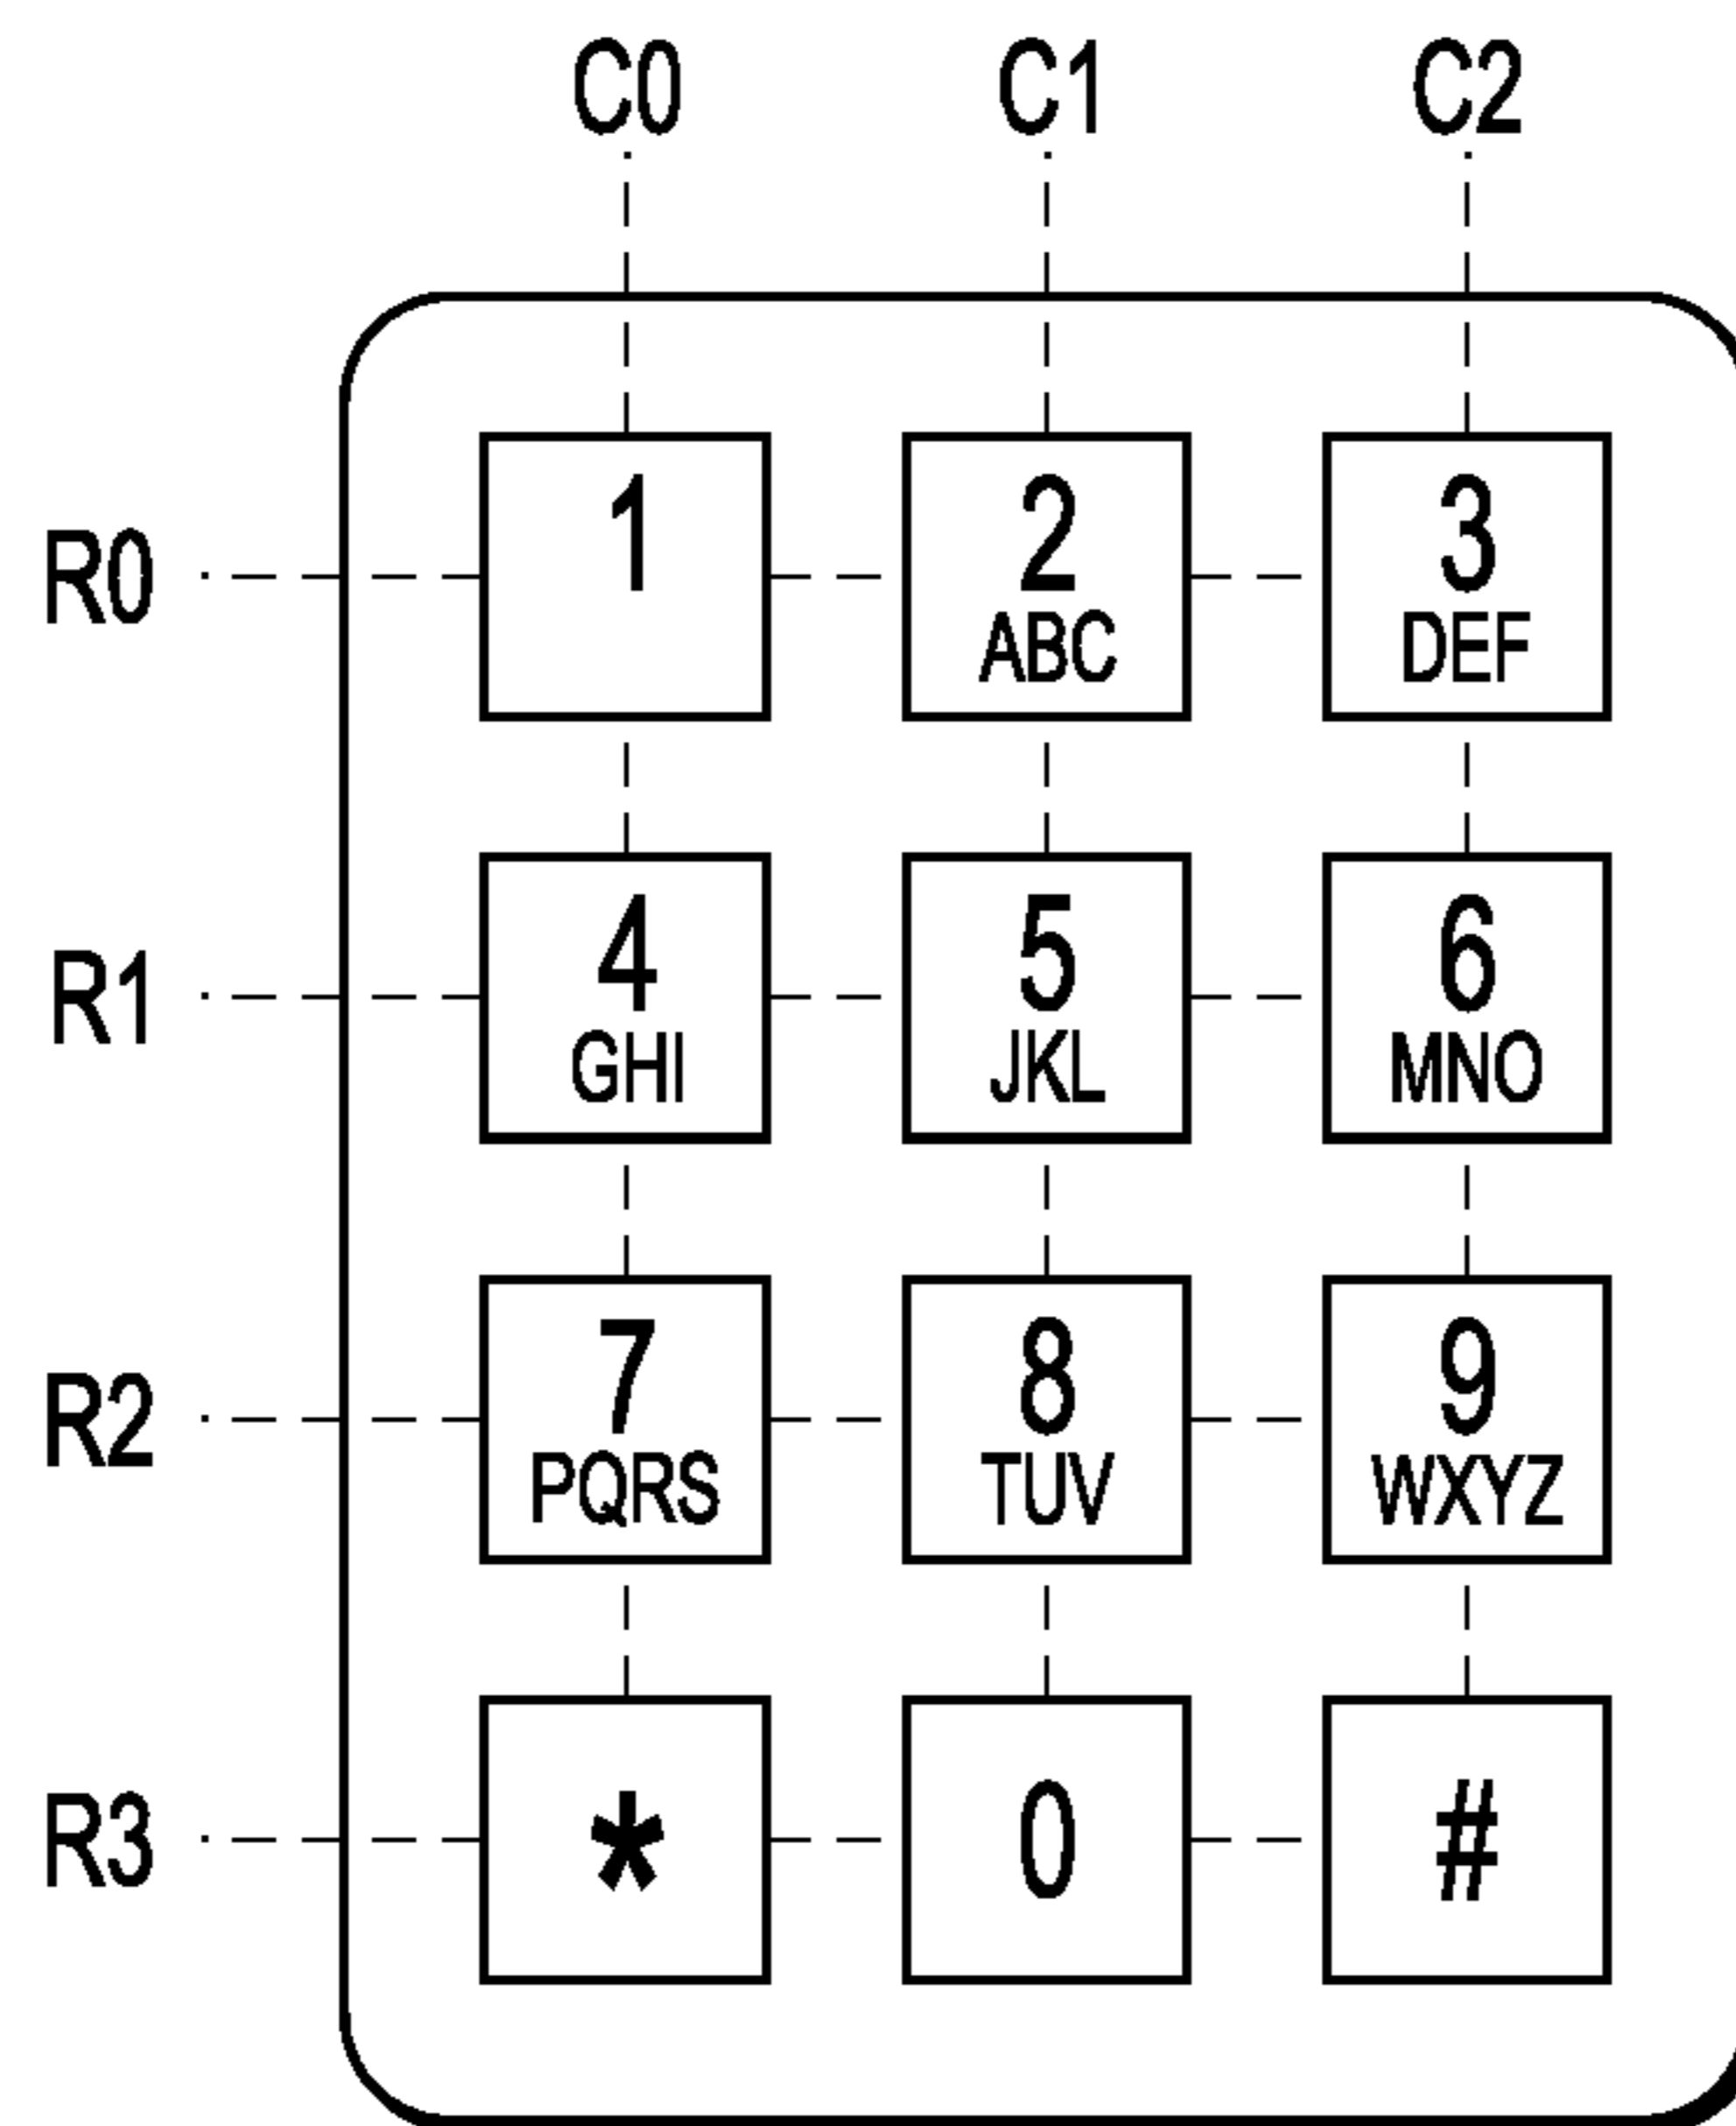 C0 C1 C2
R0 1 2 3
ABC DEF
R1 4 5 6
GHI JKL MNO
R2 7 8 9
PQRS TUV WXYZ
R3 * 0 #